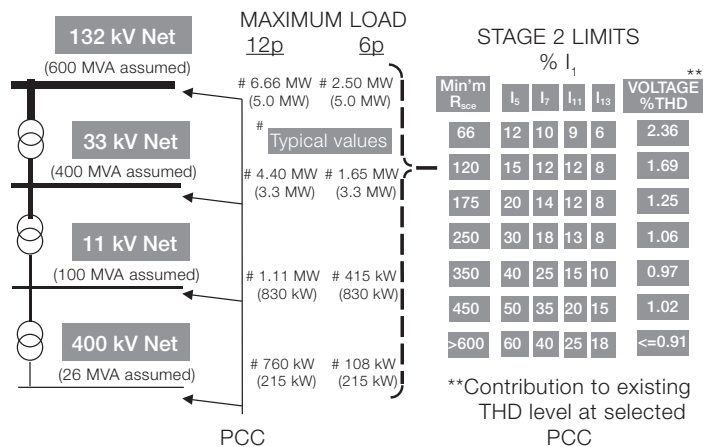 MAXIMUM LOAD
12p 6p
132 kV Net
(600 MVA assumed)
# 6.66 MW # 2.50 MW
(5.0 MW) (5.0 MW)
# Typical values
33 kV Net
(400 MVA assumed)
# 4.40 MW # 1.65 MW
(3.3 MW) (3.3 MW)
11 kV Net
(100 MVA assumed)
# 1.11 MW # 415 kW
(830 kW) (830 kW)
400 kV Net
(26 MVA assumed)
# 760 kW # 108 kW
(215 kW) (215 kW)
PCC
STAGE 2 LIMITS
% I1
**
Min'm Rsce I5 I7 I11 I13 VOLTAGE %THD
66 12 10 9 6 2.36
120 15 12 12 8 1.69
175 20 14 12 8 1.25
250 30 18 13 8 1.06
350 40 25 15 10 0.97
450 50 35 20 15 1.02
>600 60 40 25 18 <=0.91
**Contribution to existing
THD level at selected
PCC